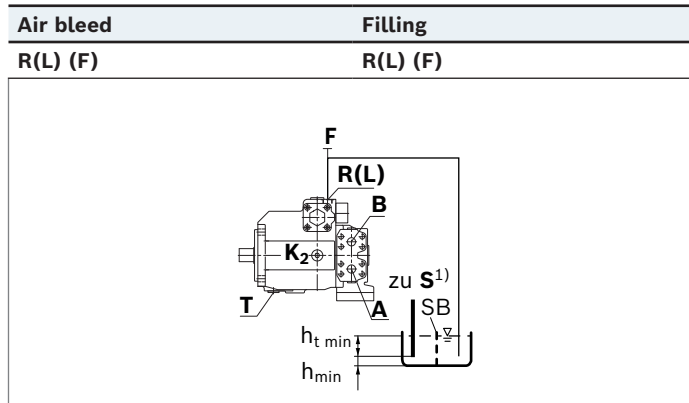 Air bleed Filling
R(L) (F) R(L) (F)
F
R(L)
B
K₂
zu S¹⁾
T
A
SB
hₜ ₘᵢₙ
hₘᵢₙ